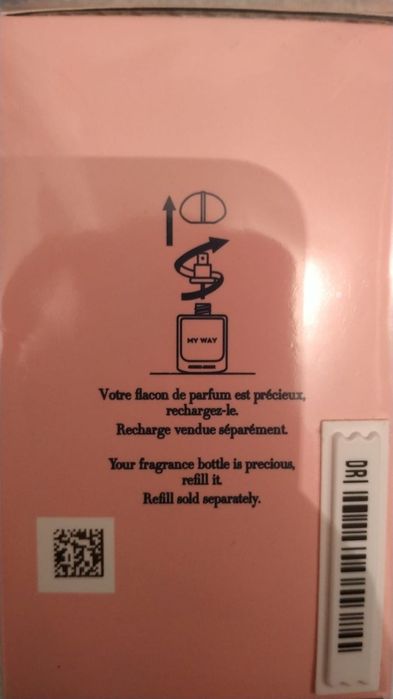 MY WAY
Votre flacon de parfum est précieux,
rechargez-le.
Recharge vendue séparément.
Your fragrance bottle is precious,
refill it.
Refill sold separately.
DRI